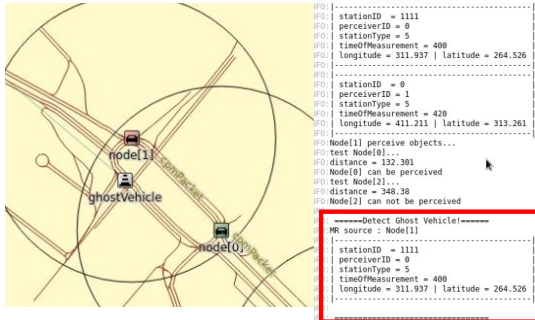 node[1]
cpmPacket
ghostVehicle
node[0]
cpmPacket
|---------------------------------------|
| stationID  = 1111
| perceiverID = 0
| stationType = 5
| timeOfMeasurement = 400
| longitude = 311.937 | latitude = 264.526 |
|---------------------------------------|
|---------------------------------------|
| stationID  = 0
| perceiverID = 1
| stationType = 5
| timeOfMeasurement = 420
| longitude = 411.211 | latitude = 313.261 |
|---------------------------------------|
Node[1] perceive objects...
test Node[0]...
distance = 132.301
Node[0] can be perceived
test Node[2]...
distance = 348.38
Node[2] can not be perceived
======Detect Ghost Vehicle!======
MR source : Node[1]
|---------------------------------------|
| stationID  = 1111
| perceiverID = 0
| stationType = 5
| timeOfMeasurement = 400
| longitude = 311.937 | latitude = 264.526 |
|---------------------------------------|
=================================